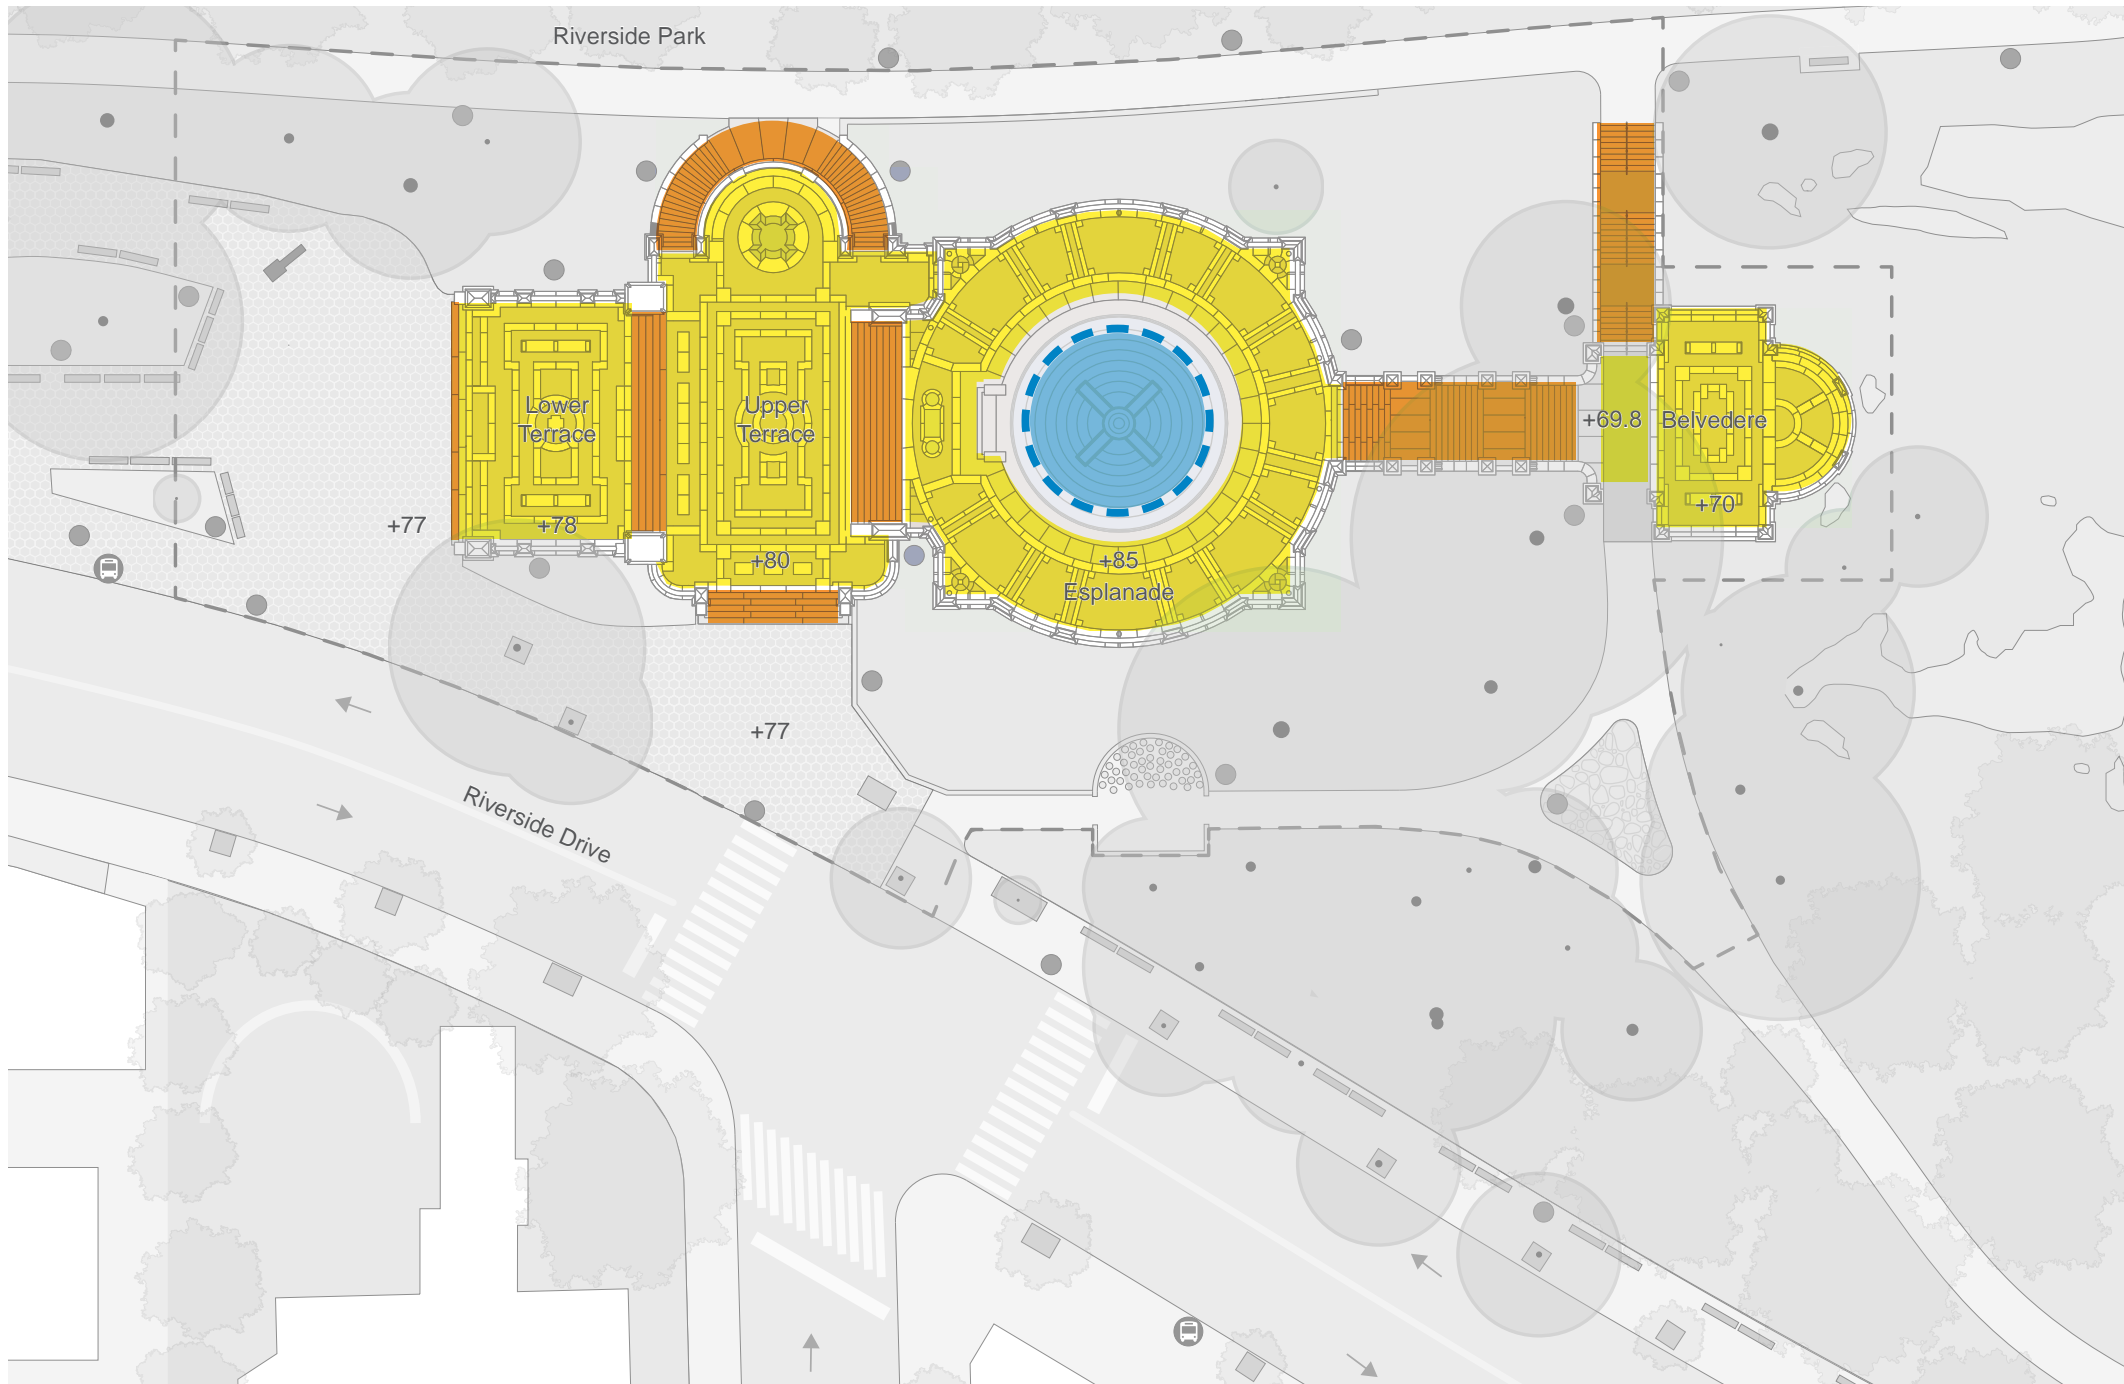 Riverside Park
Lower
Terrace
Upper
Terrace
+69.8
Belvedere
+70
+77
+78
+80
+85
Esplanade
+77
Riverside Drive